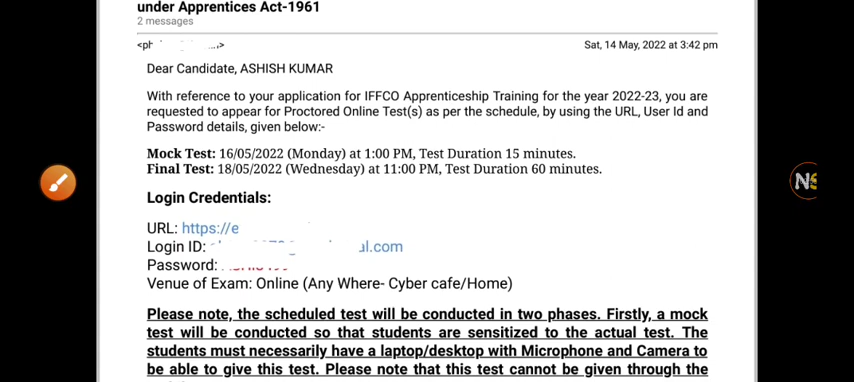 under Apprentices Act-1961
2 messages
Sat, 14 May, 2022 at 3:42 pm
Dear Candidate, ASHISH KUMAR
With reference to your application for IFFCO Apprenticeship Training for the year 2022-23, you are
requested to appear for Proctored Online Test(s) as per the schedule, by using the URL, User Id and
Password details, given below:-
Mock Test: 16/05/2022 (Monday) at 1:00 PM, Test Duration 15 minutes.
Final Test: 18/05/2022 (Wednesday) at 11:00 PM, Test Duration 60 minutes.
Login Credentials:
URL: https://e
Login ID: al.com
Password:
Venue of Exam: Online (Any Where- Cyber cafe/Home)
Please note, the scheduled test will be conducted in two phases. Firstly, a mock
test will be conducted so that students are sensitized to the actual test. The
students must necessarily have a laptop/desktop with Microphone and Camera to
be able to give this test. Please note that this test cannot be given through the
NS